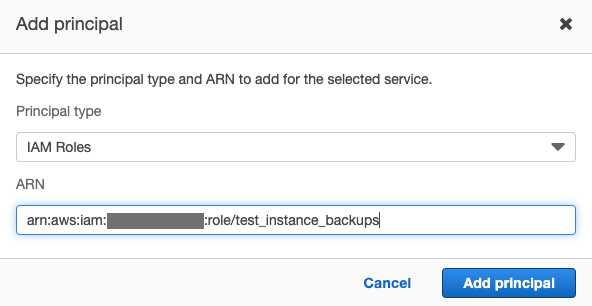 Add principal
Specify the principal type and ARN to add for the selected service.
Principal type
IAM Roles
ARN
arn:aws:iam: :role/test_instance_backups
Cancel
Add principal